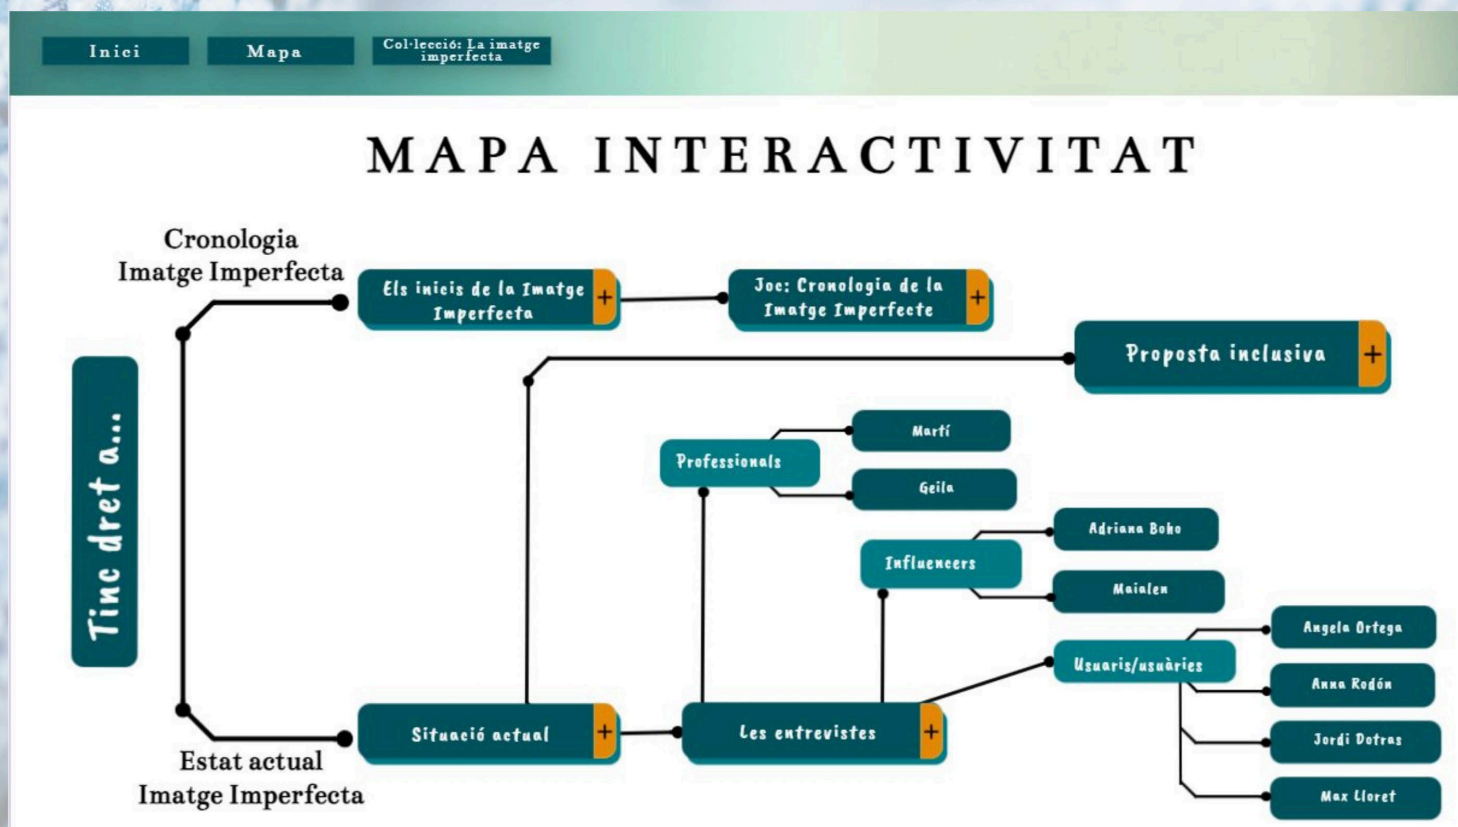 Inici
Mapa
Col·lecció: La imatge
imperfecta
MAPA INTERACTIVITAT
Cronologia
Imatge Imperfecta
Els inicis de la Imatge
Imperfecta
+
Joc: Cronologia de la
Imatge Imperfecte
+
Proposta inclusiva
+
Tinc dret a...
Professionals
Martí
Geila
Influencers
Adriana Boho
Maialen
Usuaris/usuàries
Angela Ortega
Anna Rodón
Jordi Dotras
Max Lloret
Situació actual
+
Les entrevistes
+
Estat actual
Imatge Imperfecta